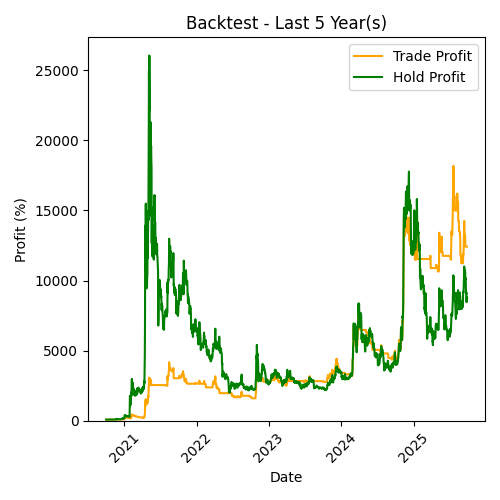 Backtest - Last 5 Year(s)
Trade Profit
Hold Profit
Profit (%)
25000
20000
15000
10000
5000
0
2021
2022
2023
2024
2025
Date